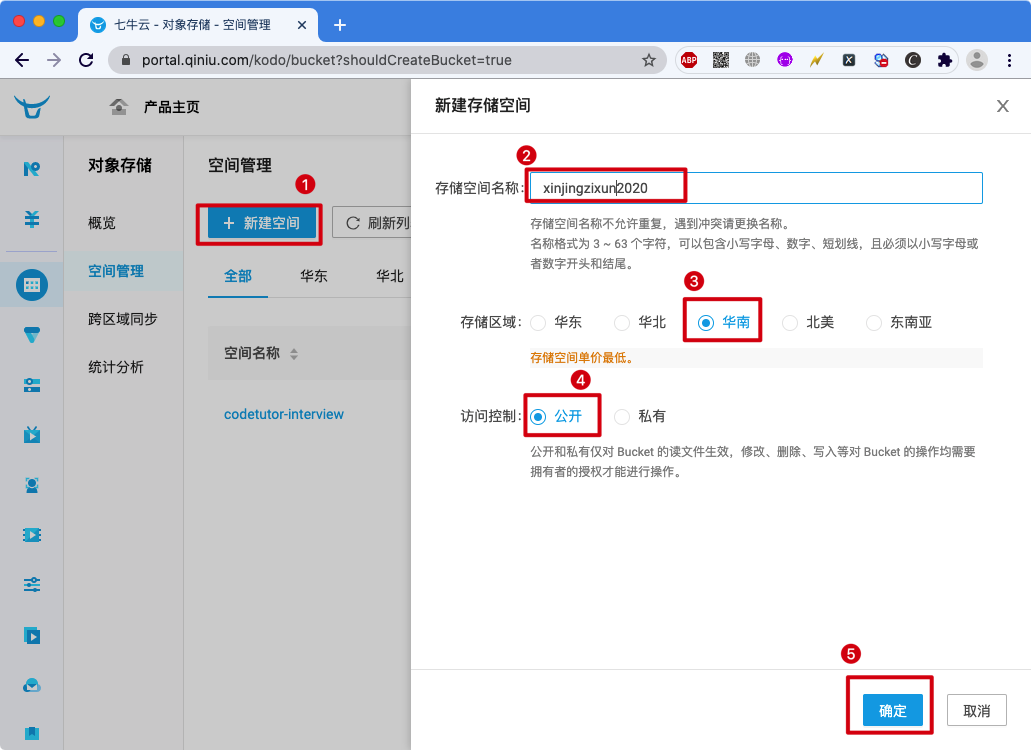 七牛云 - 对象存储 - 空间管理
portal.qiniu.com/kodo/bucket?shouldCreateBucket=true
ABP
产品主页
新建存储空间
对象存储
空间管理
概览
空间管理
跨区域同步
统计分析
1
+ 新建空间
刷新列
全部
华东
华北
空间名称
codetutor-interview
2
存储空间名称:
xinjingzixun2020
存储空间名称不允许重复，遇到冲突请更换名称。
名称格式为 3 ~ 63 个字符，可以包含小写字母、数字、短划线，且必须以小写字母或
者数字开头和结尾。
3
存储区域:
华东
华北
华南
北美
东南亚
存储空间单价最低。
4
访问控制:
公开
私有
公开和私有仅对 Bucket 的读文件生效，修改、删除、写入等对 Bucket 的操作均需要
拥有者的授权才能进行操作。
5
确定
取消